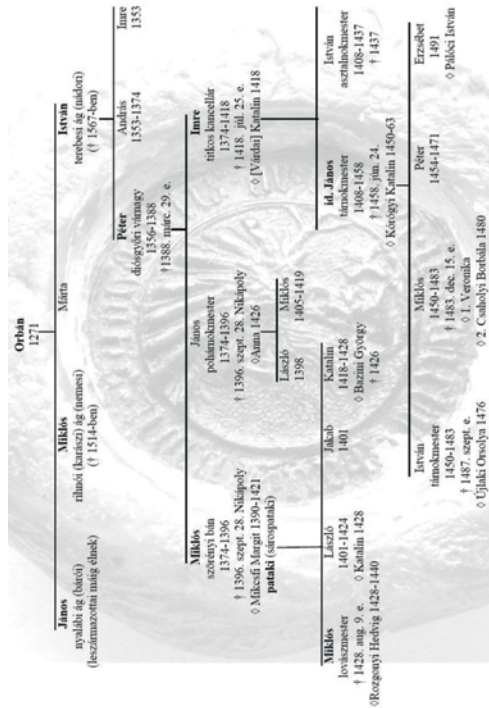 Orbán
1271
János
nyalábi ág (bárói)
(leszármazottai máig élnek)
Miklós
rihnói (karászi) ág (nemesi)
(† 1514-ben)
Márta
István
terebesi ág (nádori)
(† 1567-ben)
Péter
diósgyőri várnagy
1356-1388
†1388. márc. 29. e.
András
1353-1374
Imre
1353
Miklós
szörényi bán
1374-1396
† 1396. szept. 28. Nikápoly
◊ Mikcsfi Margit 1390-1421
pataki (sárospataki)
János
pohárnokmester
1374-1396
† 1396. szept. 28. Nikápoly
◊Anna 1426
Imre
titkos kancellár
1374-1418
† 1418. júl. 25. e.
◊ [Várdai] Katalin 1418
László
1398
Miklós
1405-1419
Miklós
lovászmester
† 1428. aug. 9. e.
◊Rozgonyi Hedvig 1428-1440
László
1401-1424
◊ Katalin 1428
Jakab
1401
Katalin
1418-1428
◊ Bazini György
† 1426
id. János
tárnokmester
1408-1458
† 1458. jún. 24.
◊ Kórógyi Katalin 1450-63
István
asztalnokmester
1408-1437
† 1437
István
tárnokmester
1450-1483
† 1487. szept. e.
◊ Újlaki Orsolya 1476
Miklós
1450-1483
† 1483. dec. 15. e.
◊ 1. Veronika
◊ 2. Csaholyi Borbála 1480
Péter
1454-1471
Erzsébet
1491
◊ Pálóci István